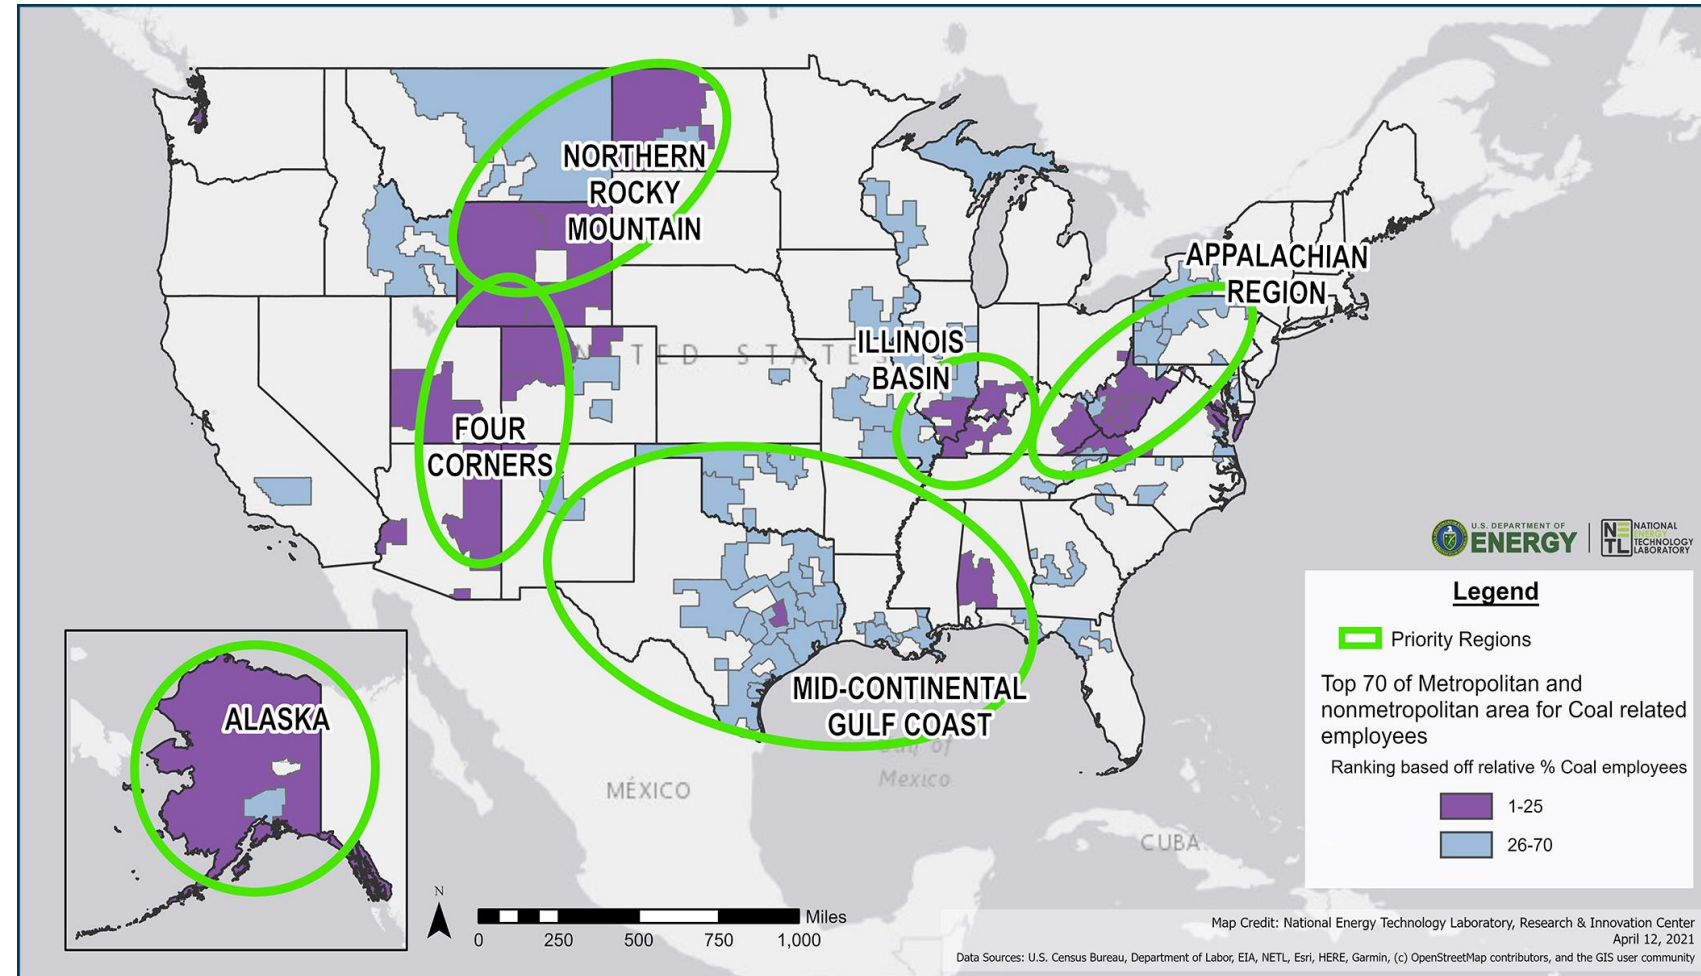 NORTHERN
ROCKY
MOUNTAIN
APPALACHIAN
REGION
ILLINOIS
BASIN
UNITED STATES
FOUR
CORNERS
MID-CONTINENTAL
GULF COAST
ALASKA
Gulf of
Mexico
MÉXICO
CUBA
U.S. DEPARTMENT OF
ENERGY
NE
TL
NATIONAL
ENERGY
TECHNOLOGY
LABORATORY
Legend
Priority Regions
Top 70 of Metropolitan and
nonmetropolitan area for Coal related
employees
Ranking based off relative % Coal employees
1-25
26-70
N
Miles
0 250 500 750 1,000
Map Credit: National Energy Technology Laboratory, Research & Innovation Center
April 12, 2021
Data Sources: U.S. Census Bureau, Department of Labor, EIA, NETL, Esri, HERE, Garmin, (c) OpenStreetMap contributors, and the GIS user community